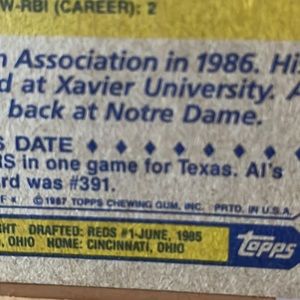 W-RBI (CAREER): 2
Association in 1986. Hi
d at Xavier University. A
back at Notre Dame.
S DATE ♦ ♦ ♦ ♦ ♦ ♦ ♦
RS in one game for Texas. Al's
rd was #391.
F * © 1987 TOPPS CHEWING GUM, INC. PRTD. IN U.S.A.
GHT DRAFTED: REDS #1-JUNE, 1985
, OHIO HOME: CINCINNATI, OHIO
topps